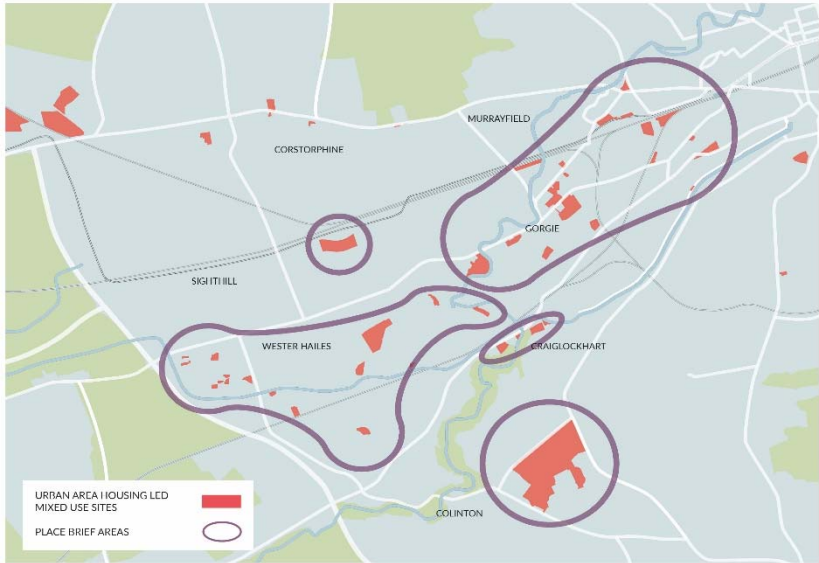 MURRAYFIELD
CORSTORPHINE
GORGIE
SIGHTHILL
WESTER HAILES
CRAIGLOCKHART
COLINTON
URBAN AREA HOUSING LED
MIXED USE SITES
PLACE BRIEF AREAS